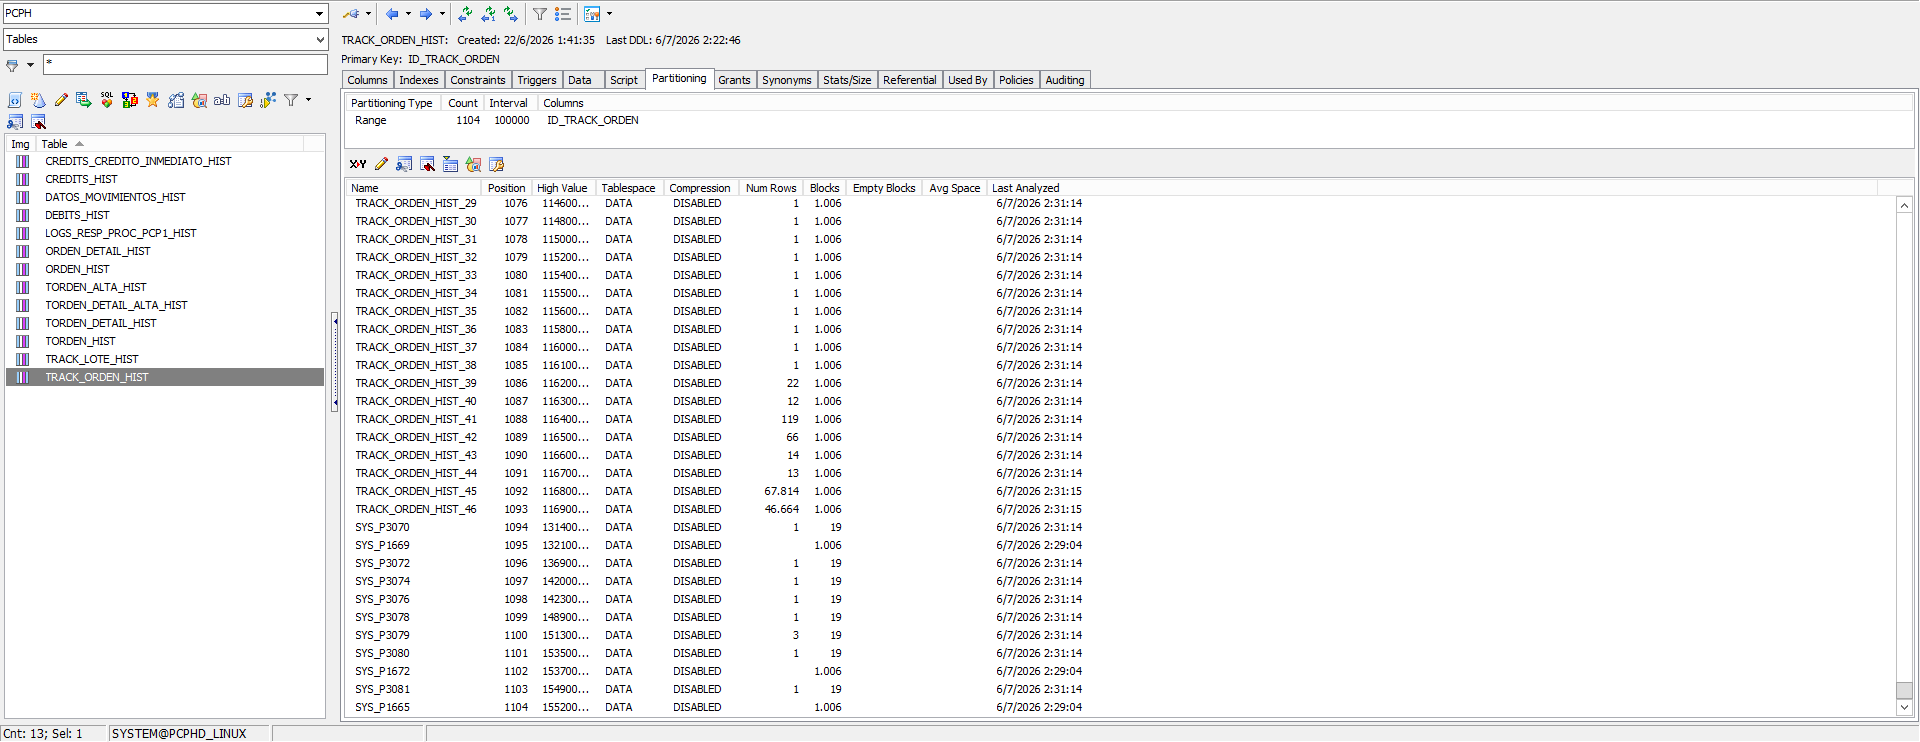 PCPH
Tables
*
Img Table
CREDITS_CREDITO_INMEDIATO_HIST
CREDITS_HIST
DATOS_MOVIMIENTOS_HIST
DEBITS_HIST
LOGS_RESP_PROC_PCP1_HIST
ORDEN_DETAIL_HIST
ORDEN_HIST
TORDEN_ALTA_HIST
TORDEN_DETAIL_ALTA_HIST
TORDEN_DETAIL_HIST
TORDEN_HIST
TRACK_LOTE_HIST
TRACK_ORDEN_HIST
TRACK_ORDEN_HIST: Created: 22/6/2026 1:41:35 Last DDL: 6/7/2026 2:22:46
Primary Key: ID_TRACK_ORDEN
Columns Indexes Constraints Triggers Data Script Partitioning Grants Synonyms Stats/Size Referential Used By Policies Auditing
Partitioning Type Count Interval Columns
Range 1104 100000 ID_TRACK_ORDEN
Name Position High Value Tablespace Compression Num Rows Blocks Empty Blocks Avg Space Last Analyzed
TRACK_ORDEN_HIST_29 1076 114600... DATA DISABLED 1 1.006 6/7/2026 2:31:14
TRACK_ORDEN_HIST_30 1077 114800... DATA DISABLED 1 1.006 6/7/2026 2:31:14
TRACK_ORDEN_HIST_31 1078 115000... DATA DISABLED 1 1.006 6/7/2026 2:31:14
TRACK_ORDEN_HIST_32 1079 115200... DATA DISABLED 1 1.006 6/7/2026 2:31:14
TRACK_ORDEN_HIST_33 1080 115400... DATA DISABLED 1 1.006 6/7/2026 2:31:14
TRACK_ORDEN_HIST_34 1081 115500... DATA DISABLED 1 1.006 6/7/2026 2:31:14
TRACK_ORDEN_HIST_35 1082 115600... DATA DISABLED 1 1.006 6/7/2026 2:31:14
TRACK_ORDEN_HIST_36 1083 115800... DATA DISABLED 1 1.006 6/7/2026 2:31:14
TRACK_ORDEN_HIST_37 1084 116000... DATA DISABLED 1 1.006 6/7/2026 2:31:14
TRACK_ORDEN_HIST_38 1085 116100... DATA DISABLED 1 1.006 6/7/2026 2:31:14
TRACK_ORDEN_HIST_39 1086 116200... DATA DISABLED 22 1.006 6/7/2026 2:31:14
TRACK_ORDEN_HIST_40 1087 116300... DATA DISABLED 12 1.006 6/7/2026 2:31:14
TRACK_ORDEN_HIST_41 1088 116400... DATA DISABLED 119 1.006 6/7/2026 2:31:14
TRACK_ORDEN_HIST_42 1089 116500... DATA DISABLED 66 1.006 6/7/2026 2:31:14
TRACK_ORDEN_HIST_43 1090 116600... DATA DISABLED 14 1.006 6/7/2026 2:31:14
TRACK_ORDEN_HIST_44 1091 116700... DATA DISABLED 13 1.006 6/7/2026 2:31:14
TRACK_ORDEN_HIST_45 1092 116800... DATA DISABLED 67.814 1.006 6/7/2026 2:31:15
TRACK_ORDEN_HIST_46 1093 116900... DATA DISABLED 46.664 1.006 6/7/2026 2:31:15
SYS_P3070 1094 131400... DATA DISABLED 1 19 6/7/2026 2:31:14
SYS_P1669 1095 132100... DATA DISABLED 1.006 6/7/2026 2:29:04
SYS_P3072 1096 136900... DATA DISABLED 1 19 6/7/2026 2:31:14
SYS_P3074 1097 142000... DATA DISABLED 1 19 6/7/2026 2:31:14
SYS_P3076 1098 142300... DATA DISABLED 1 19 6/7/2026 2:31:14
SYS_P3078 1099 148900... DATA DISABLED 1 19 6/7/2026 2:31:14
SYS_P3079 1100 151300... DATA DISABLED 3 19 6/7/2026 2:31:14
SYS_P3080 1101 153500... DATA DISABLED 1 19 6/7/2026 2:31:14
SYS_P1672 1102 153700... DATA DISABLED 1.006 6/7/2026 2:29:04
SYS_P3081 1103 154900... DATA DISABLED 1 19 6/7/2026 2:31:14
SYS_P1665 1104 155200... DATA DISABLED 1.006 6/7/2026 2:29:04
Cnt: 13; Sel: 1 SYSTEM@PCPHD_LINUX